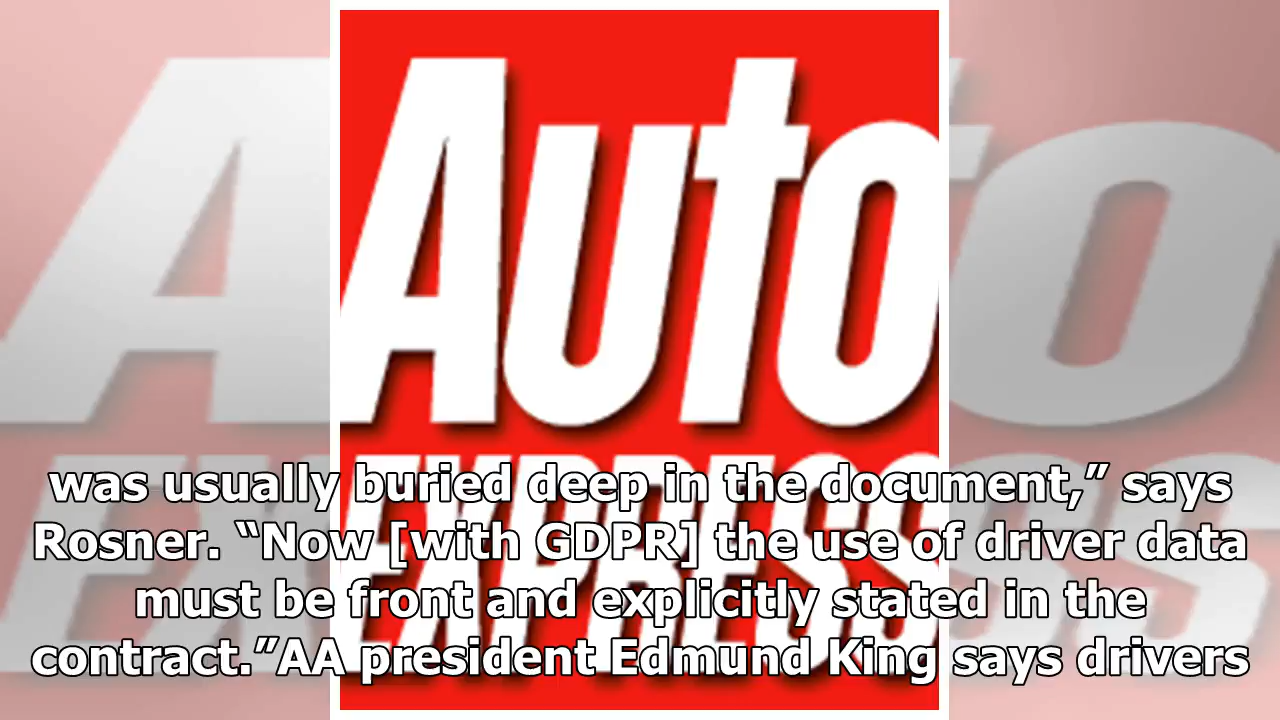 Auto
EXPRESS
was usually buried deep in the document,” says
Rosner. “Now [with GDPR] the use of driver data
must be front and explicitly stated in the
contract.”AA president Edmund King says drivers